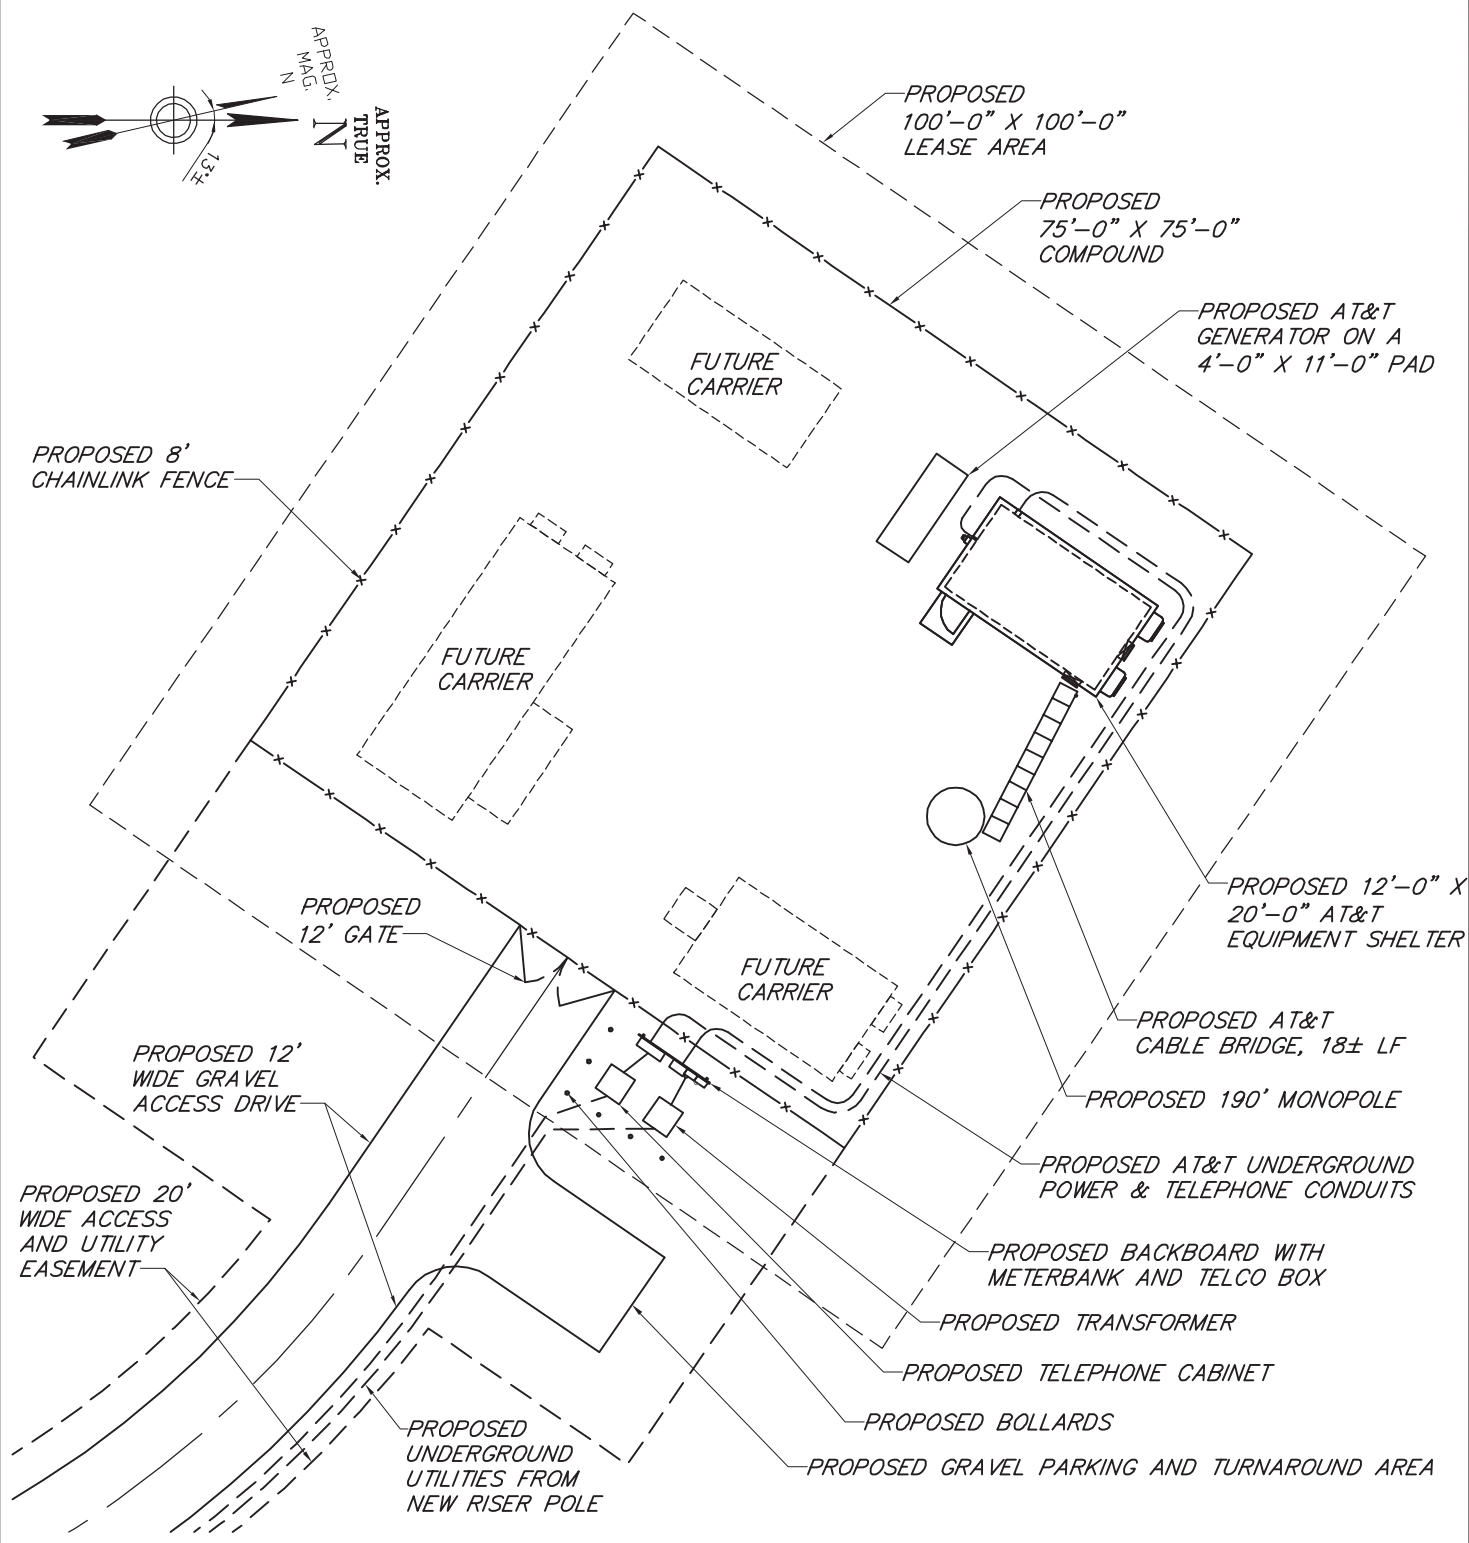 APPROX.
MAG.
N
APPROX.
TRUE
N
13°±
PROPOSED
100'-0" X 100'-0"
LEASE AREA
PROPOSED
75'-0" X 75'-0"
COMPOUND
PROPOSED AT&T
GENERATOR ON A
4'-0" X 11'-0" PAD
FUTURE
CARRIER
PROPOSED 8'
CHAINLINK FENCE
FUTURE
CARRIER
PROPOSED 12'-0" X
20'-0" AT&T
EQUIPMENT SHELTER
PROPOSED
12' GATE
FUTURE
CARRIER
PROPOSED AT&T
CABLE BRIDGE, 18± LF
PROPOSED 12'
WIDE GRAVEL
ACCESS DRIVE
PROPOSED 190' MONOPOLE
PROPOSED AT&T UNDERGROUND
POWER & TELEPHONE CONDUITS
PROPOSED 20'
WIDE ACCESS
AND UTILITY
EASEMENT
PROPOSED BACKBOARD WITH
METERBANK AND TELCO BOX
PROPOSED TRANSFORMER
PROPOSED TELEPHONE CABINET
PROPOSED BOLLARDS
PROPOSED
UNDERGROUND
UTILITIES FROM
NEW RISER POLE
PROPOSED GRAVEL PARKING AND TURNAROUND AREA